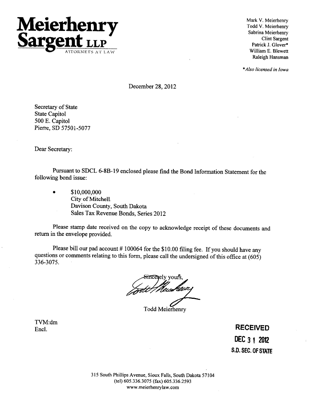 Meierhenry
Sargent LLP
ATTORNEYS AT LAW
Mark V. Meierhenry
Todd V. Meierhenry
Sabrina Meierhenry
Clint Sargent
Patrick J. Glover*
William E. Blewett
Raleigh Hansman
*Also licensed in Iowa
December 28, 2012
Secretary of State
State Capitol
500 E. Capitol
Pierre, SD 57501-5077
Dear Secretary:
Pursuant to SDCL 6-8B-19 enclosed please find the Bond Information Statement for the
following bond issue:
• $10,000,000
City of Mitchell
Davison County, South Dakota
Sales Tax Revenue Bonds, Series 2012
Please stamp date received on the copy to acknowledge receipt of these documents and
return in the envelope provided.
Please bill our pad account # 100064 for the $10.00 filing fee. If you should have any
questions or comments relating to this form, please call the undersigned of this office at (605)
336-3075.
Sincerely yours,
Todd Meierhenry
Todd Meierhenry
TVM:dm
Encl.
RECEIVED
DEC 31 2012
S.D. SEC. OF STATE
315 South Phillips Avenue, Sioux Falls, South Dakota 57104
(tel) 605.336.3075 (fax) 605.336.2593
www.meierhenrylaw.com